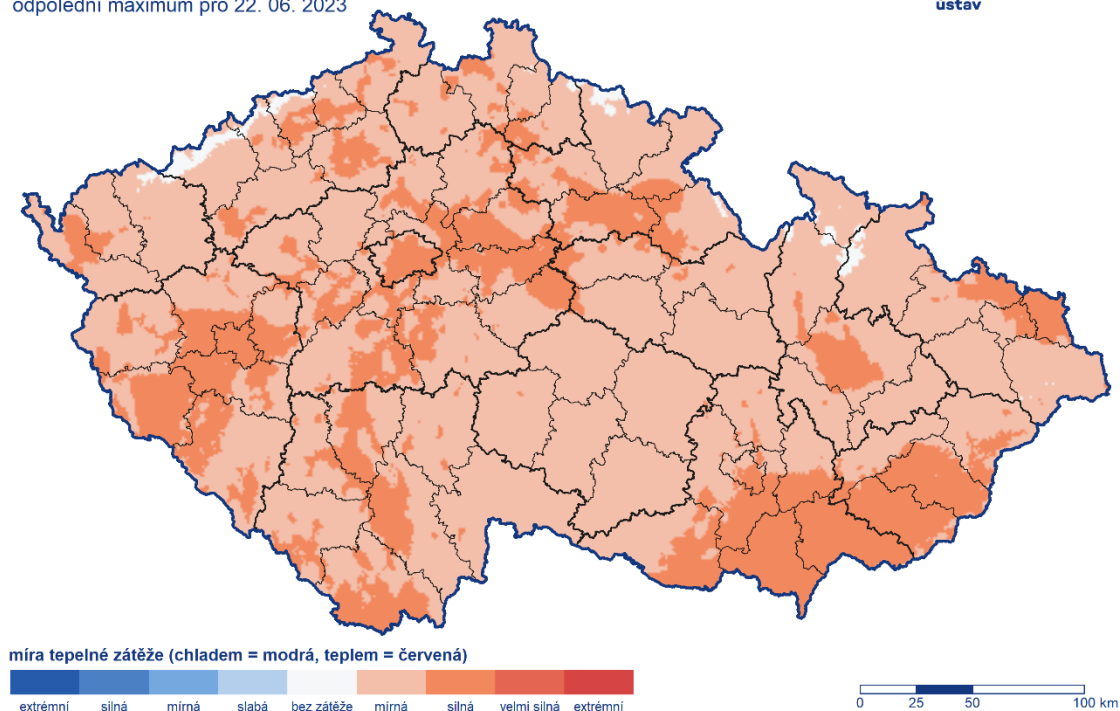 odpolední maximum pro 22. 06. 2023
ústav
míra tepelné zátěže (chladem = modrá, teplem = červená)
extrémní silná mírná slabá bez zátěže mírná silná velmi silná extrémní
0 25 50 100 km